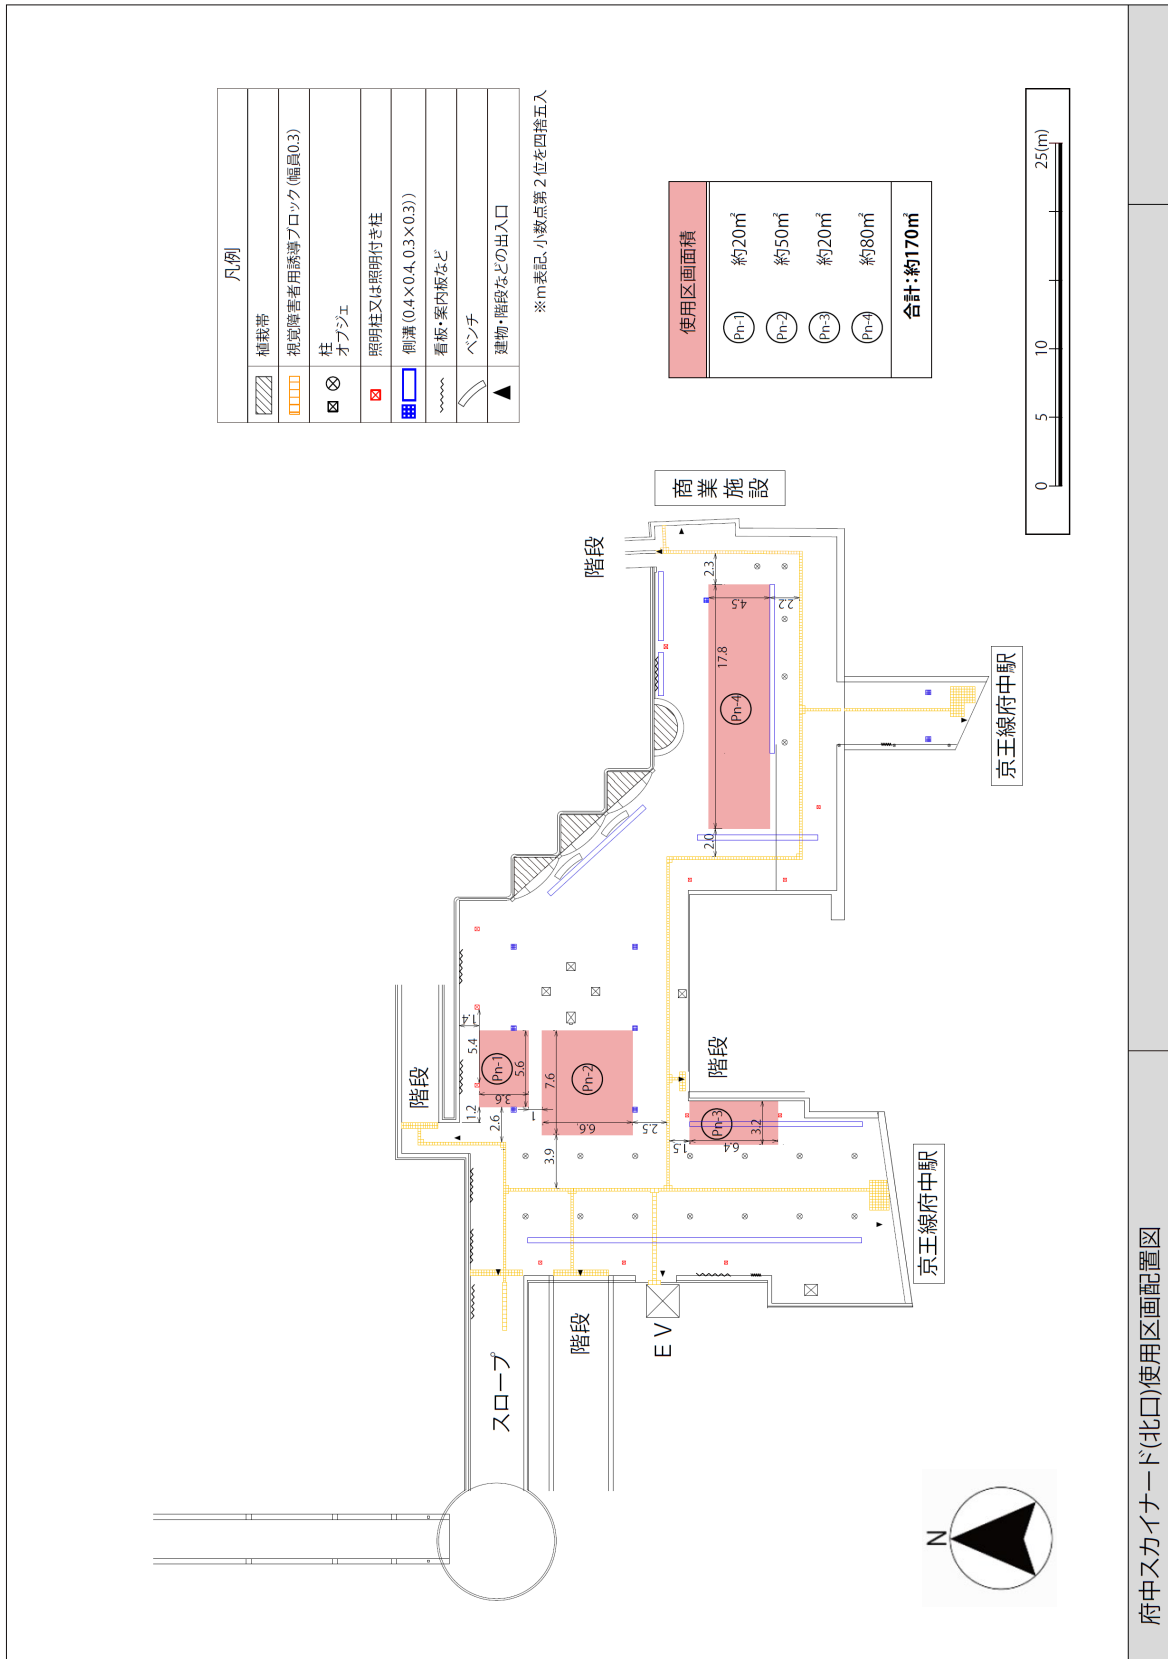 凡例
植栽帯
視覚障害者用誘導ブロック(幅員0.3)
柱
オブジェ
照明柱又は照明付き柱
側溝(0.4×0.4、0.3×0.3))
看板・案内板など
ベンチ
建物・階段などの出入口
※m表記、小数点第2位を四捨五入
使用区画面積
Pn-1 約20㎡
Pn-2 約50㎡
Pn-3 約20㎡
Pn-4 約80㎡
合計:約170㎡
0 5 10 25(m)
階段
1.2
5.4
1.4
Pn-1
3.6
5.6
2.6
1
7.6
Pn-2
6.6
3.9
2.5
階段
1.5
Pn-3
6.4
3.2
階段
商業施設
2.3
4.5
2.2
17.8
Pn-4
2.0
京王線府中駅
京王線府中駅
スロープ
階段
EV
N
府中スカイナード(北口)使用区画配置図